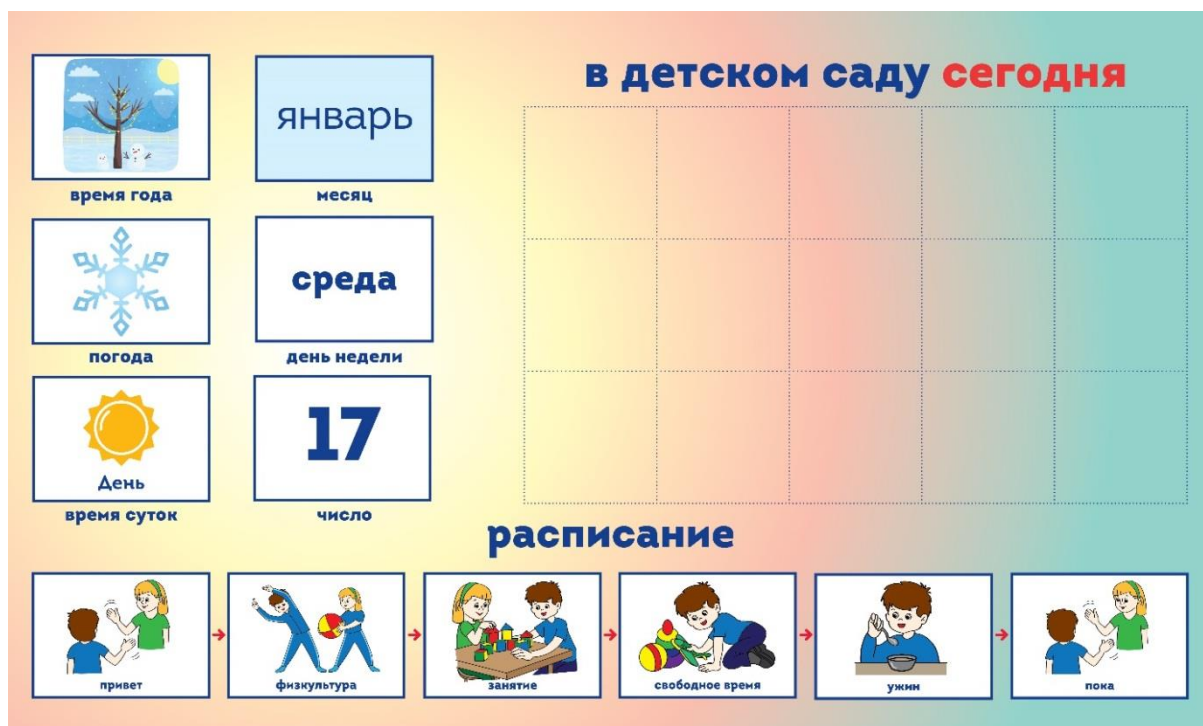 в детском саду сегодня
январь
время года
месяц
среда
погода
день недели
День
17
время суток
число
расписание
привет
физкультура
занятие
свободное время
ужин
пока